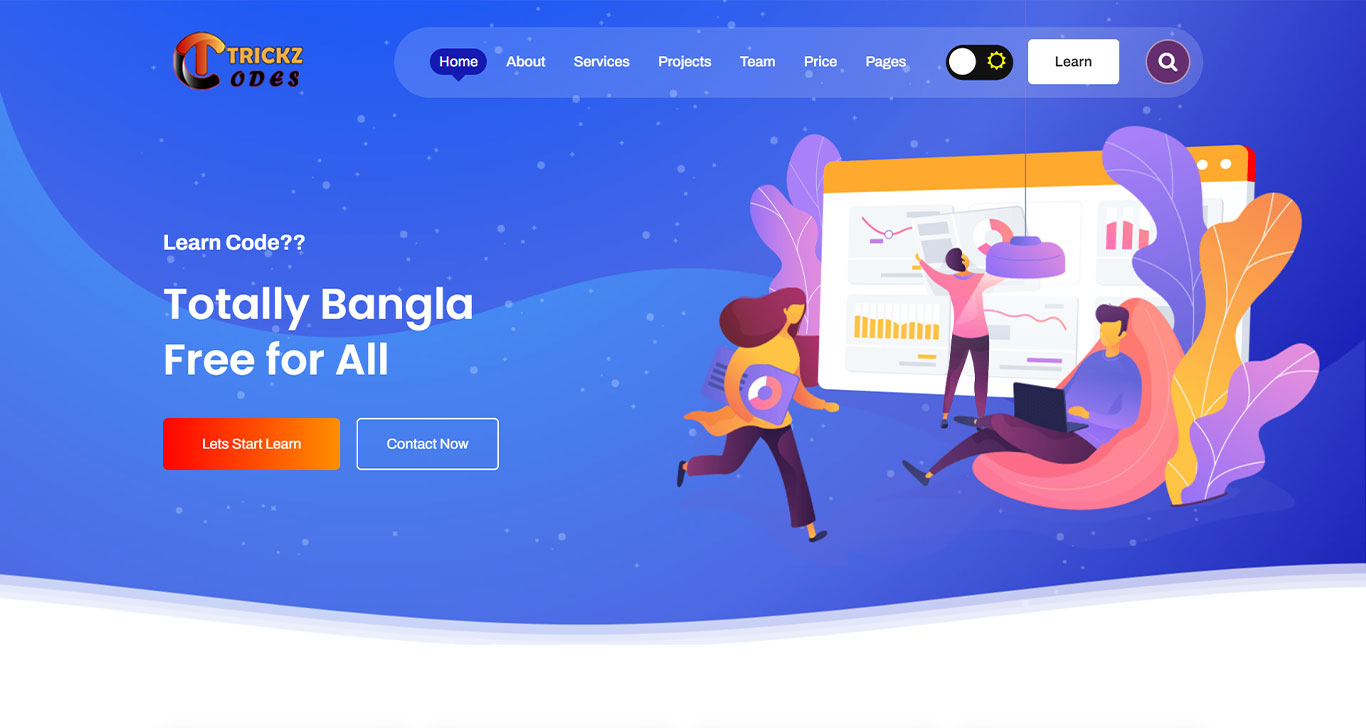 TRICKZ
ODES
Home About Services Projects Team Price Pages Learn
Learn Code??
Totally Bangla
Free for All
Lets Start Learn Contact Now